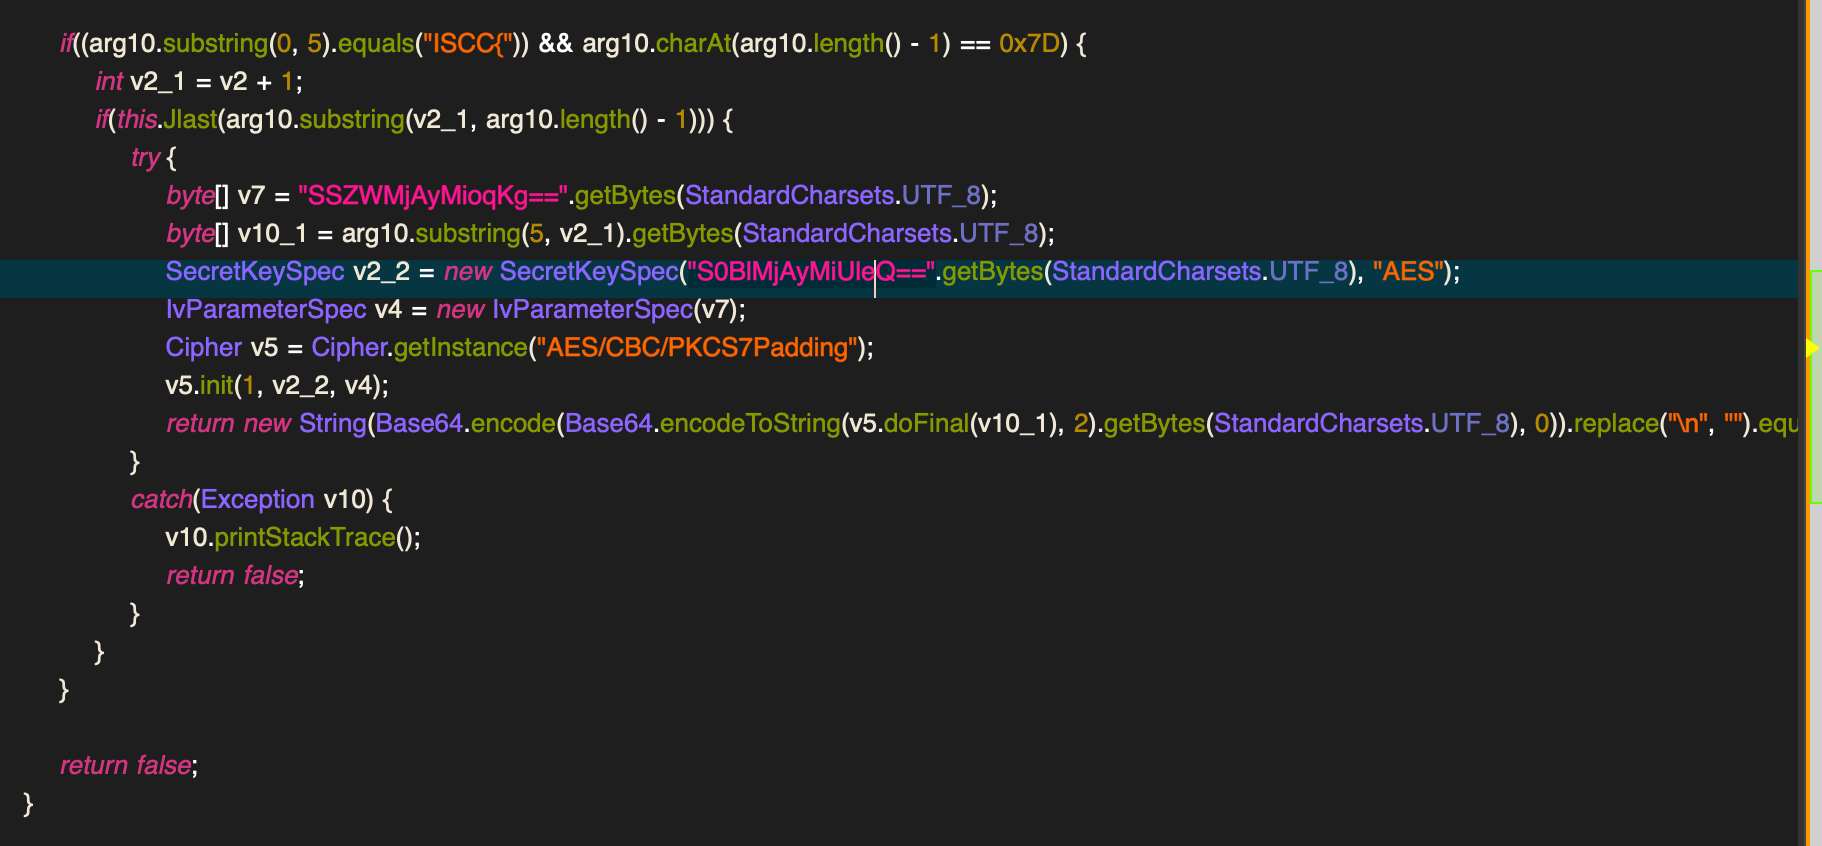 if((arg10.substring(0, 5).equals("ISCC{")) && arg10.charAt(arg10.length() - 1) == 0x7D) {
int v2_1 = v2 + 1;
if(this.Jlast(arg10.substring(v2_1, arg10.length() - 1))) {
try {
byte[] v7 = "SSZWMjAyMioqKg==".getBytes(StandardCharsets.UTF_8);
byte[] v10_1 = arg10.substring(5, v2_1).getBytes(StandardCharsets.UTF_8);
SecretKeySpec v2_2 = new SecretKeySpec("S0BlMjAyMiUleQ==".getBytes(StandardCharsets.UTF_8), "AES");
IvParameterSpec v4 = new IvParameterSpec(v7);
Cipher v5 = Cipher.getInstance("AES/CBC/PKCS7Padding");
v5.init(1, v2_2, v4);
return new String(Base64.encode(Base64.encodeToString(v5.doFinal(v10_1), 2).getBytes(StandardCharsets.UTF_8), 0)).replace("\n", "").equ
}
catch(Exception v10) {
v10.printStackTrace();
return false;
}
}
}
return false;
}